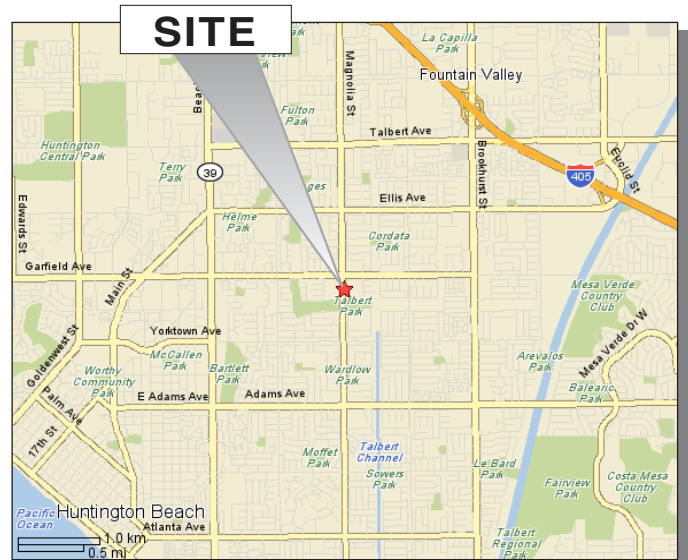 SITE
La Capilla
Park
View
Park
Fountain Valley
Magnolia St
Fulton
Park
Talbert Ave
Huntington
Central Park
Terry
Park
39
Brookhurst St
Euclid St
405
Edwards St
Ellis Ave
Helme
Park
Cordata
Park
Garfield Ave
Main St
Talbert
Park
Mesa Verde
Country
Club
Yorktown Ave
Goldenwest St
McCallen
Park
Bartlett
Park
Wardlow
Park
Arevalos
Park
Mesa Verde Dr W
Worthy
Community
Park
Balearic
Park
E Adams Ave
Adams Ave
Palm Ave
17th St
Moffet
Park
Talbert
Channel
Sowers
Park
Le Bard
Park
Fairview
Park
Costa Mesa
Country
Club
Pacific
Ocean
Huntington Beach
Atlanta Ave
Talbert
Regional
Park
1.0 km
0.5 mi